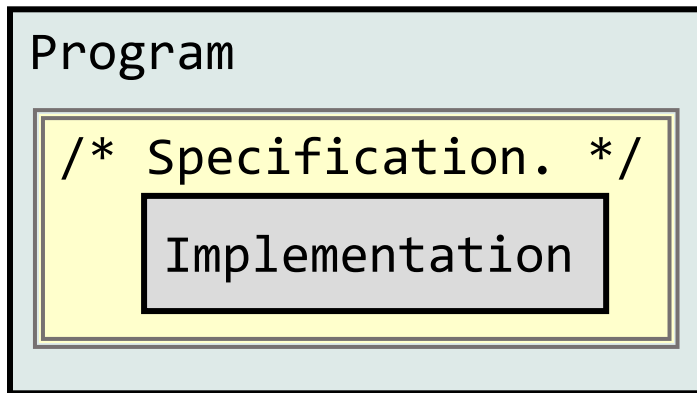 Program
/* Specification. */
Implementation